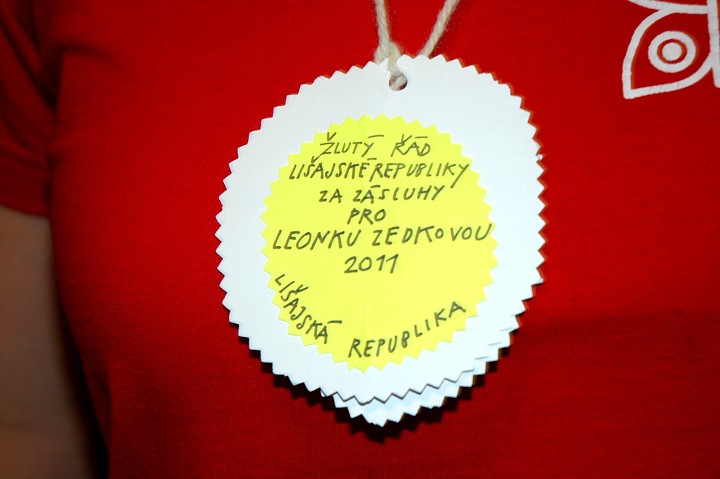 ŽLUTÝ ŘÁD
LIŠAJSKÉ REPUBLIKY
ZA ZÁSLUHY
PRO
LEONKU ZEDKOVOU
2011
LIŠAJSKÁ REPUBLIKA